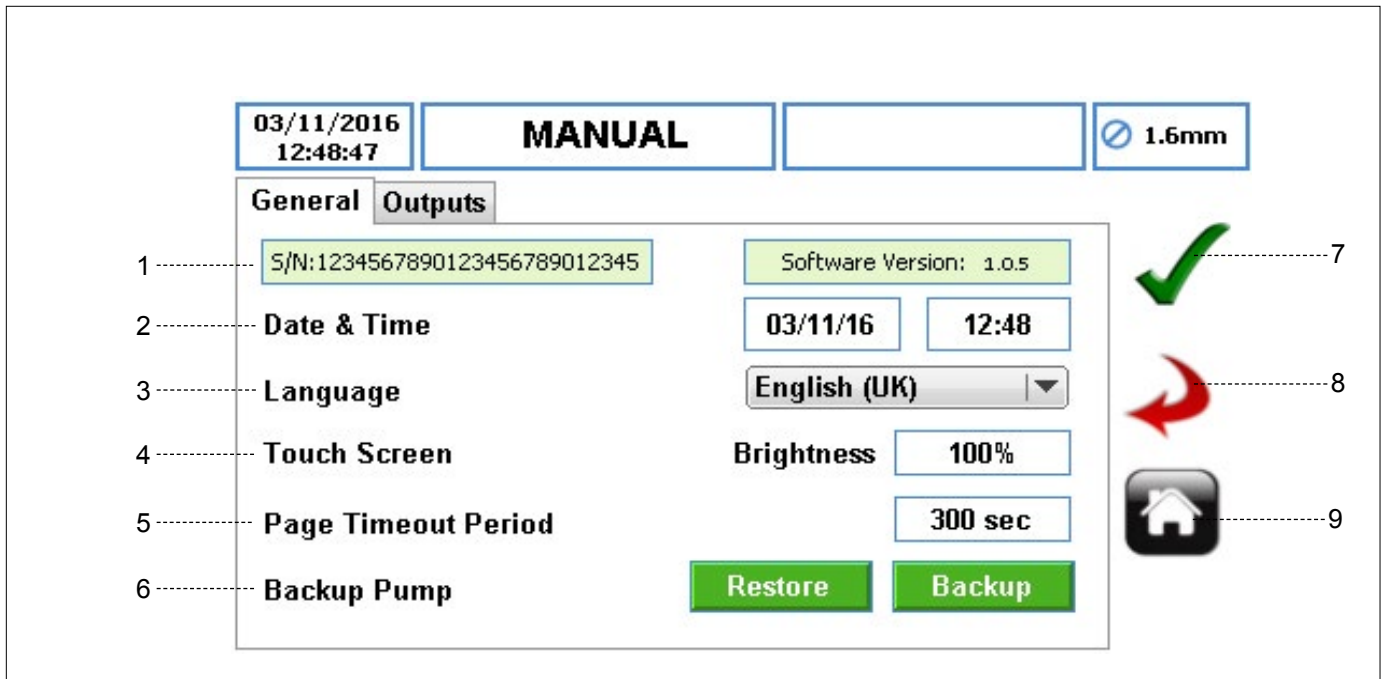 03/11/2016
12:48:47
MANUAL
1.6mm
General Outputs
1 S/N:1234567890123456789012345 Software Version: 1.0.5 7
2 Date & Time 03/11/16 12:48
3 Language English (UK) 8
4 Touch Screen Brightness 100%
5 Page Timeout Period 300 sec 9
6 Backup Pump Restore Backup